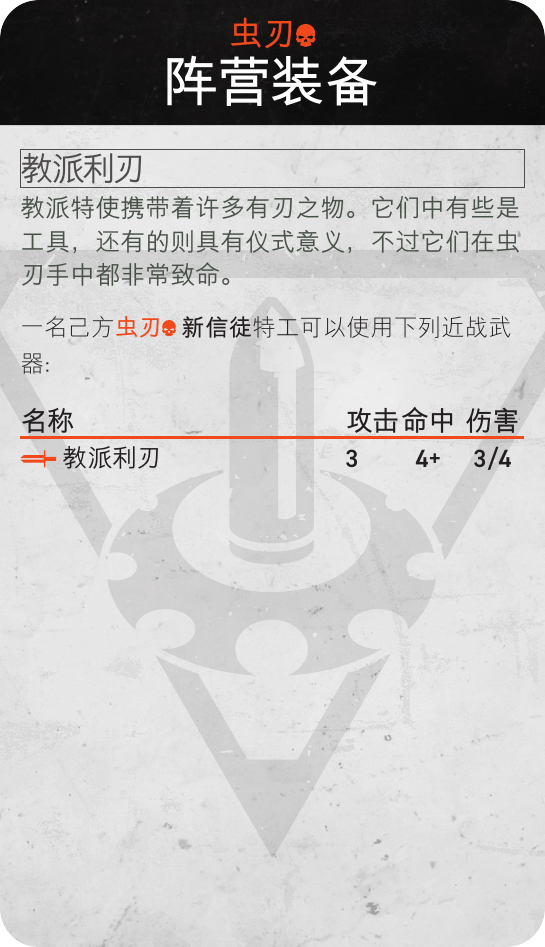 虫刃
阵营装备
教派利刃
教派特使携带着许多有刃之物。它们中有些是
工具，还有的则具有仪式意义，不过它们在虫
刃手中都非常致命。
一名己方虫刃 新信徒特工可以使用下列近战武
器:
名称 攻击 命中 伤害
教派利刃 3 4+ 3/4